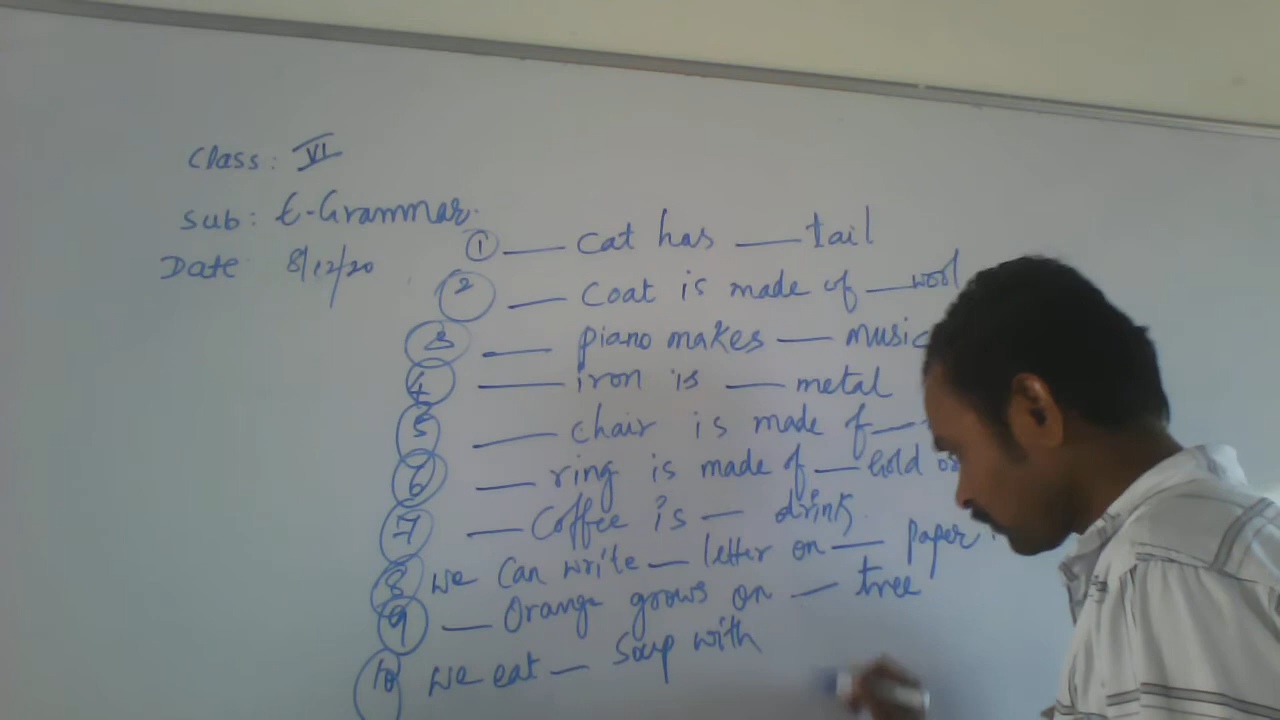 Class: VI
Sub: E-Grammar.
Date 8/12/20
① ___ cat has ___ tail
② ___ Coat is made of ___ wool
③ ___ piano makes ___ music
④ ___ iron is ___ metal
⑤ ___ chair is made of ___
⑥ ___ ring is made of ___ Gold or
⑦ ___ Coffee is ___ drink
⑧ We Can write ___ letter on ___ paper.
⑨ ___ Orange grows on ___ tree
⑩ We eat ___ Soup with